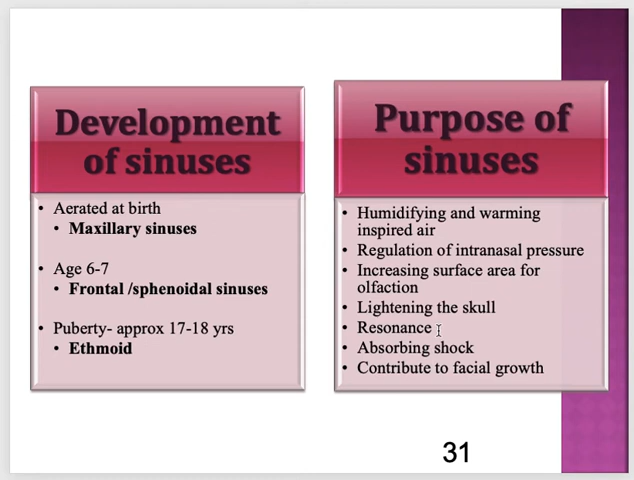 Development
of sinuses
• Aerated at birth
• Maxillary sinuses
• Age 6-7
• Frontal /sphenoidal sinuses
• Puberty- approx 17-18 yrs
• Ethmoid
Purpose of
sinuses
• Humidifying and warming
inspired air
• Regulation of intranasal pressure
• Increasing surface area for
olfaction
• Lightening the skull
• Resonance
• Absorbing shock
• Contribute to facial growth
31